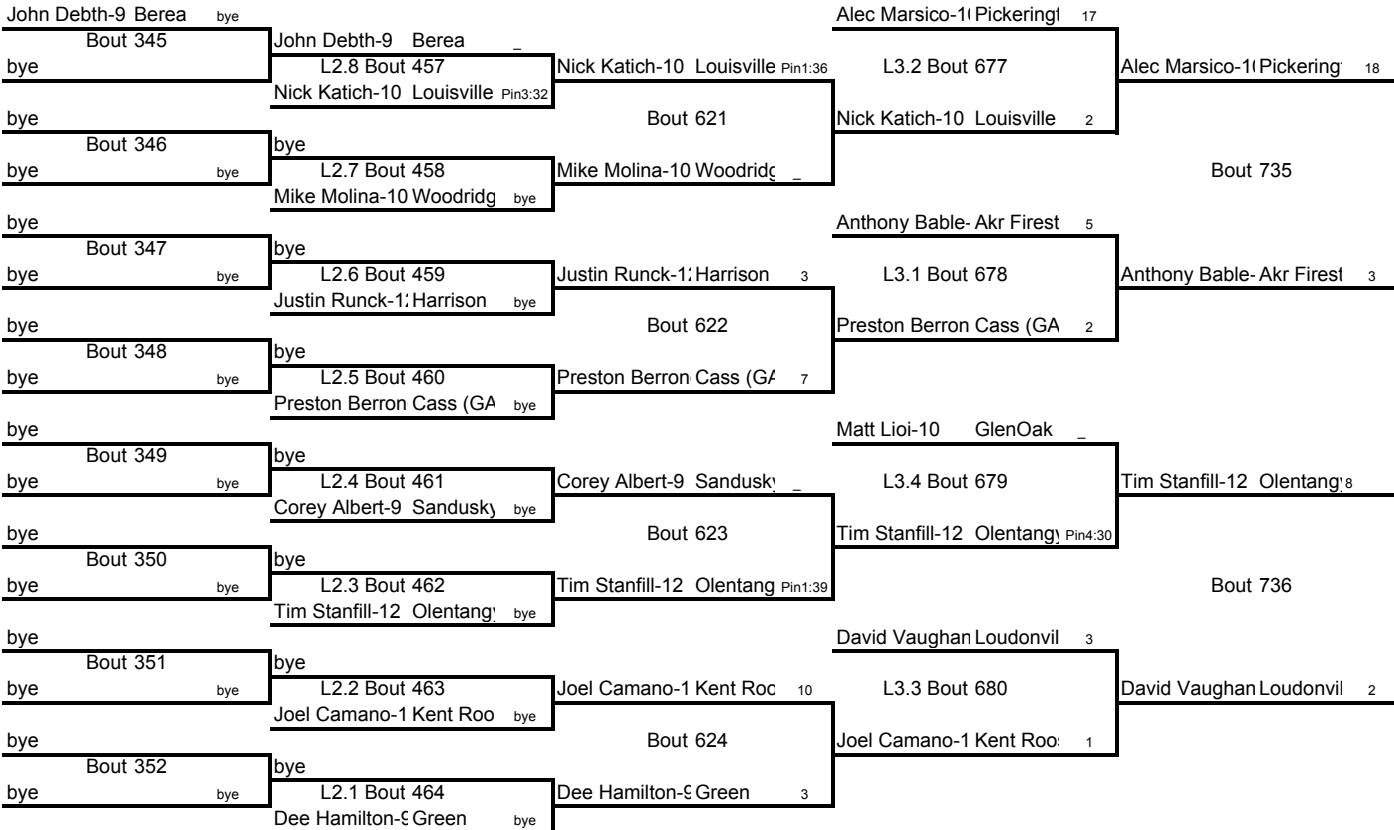 John Debth-9 Berea bye Alec Marsico-1( Pickeringt 17
Bout 345 John Debth-9 Berea _
bye L2.8 Bout 457 Nick Katich-10 Louisville Pin1:36 L3.2 Bout 677 Alec Marsico-1( Pickering 18
Nick Katich-10 Louisville Pin3:32
bye Bout 621 Nick Katich-10 Louisville 2
Bout 346 bye
bye bye L2.7 Bout 458 Mike Molina-10 Woodridg _ Bout 735
Mike Molina-10 Woodridg bye
bye Anthony Bable- Akr Firest 5
Bout 347 bye
bye bye L2.6 Bout 459 Justin Runck-12 Harrison 3 L3.1 Bout 678 Anthony Bable- Akr Firest 3
Justin Runck-12 Harrison bye
bye Bout 622 Preston Berron Cass (GA 2
Bout 348 bye
bye bye L2.5 Bout 460 Preston Berron Cass (GA 7
Preston Berron Cass (GA bye
bye Matt Lioi-10 GlenOak _
Bout 349 bye
bye bye L2.4 Bout 461 Corey Albert-9 Sandusky _ L3.4 Bout 679 Tim Stanfill-12 Olentangy 8
Corey Albert-9 Sandusky bye
bye Bout 623 Tim Stanfill-12 Olentangy Pin4:30
Bout 350 bye
bye bye L2.3 Bout 462 Tim Stanfill-12 Olentang Pin1:39 Bout 736
Tim Stanfill-12 Olentangy bye
bye David Vaughan Loudonvil 3
Bout 351 bye
bye bye L2.2 Bout 463 Joel Camano-1 Kent Roo 10 L3.3 Bout 680 David Vaughan Loudonvil 2
Joel Camano-1 Kent Roo bye
bye Bout 624 Joel Camano-1 Kent Roo 1
Bout 352 bye
bye bye L2.1 Bout 464 Dee Hamilton-9 Green 3
Dee Hamilton-9 Green bye